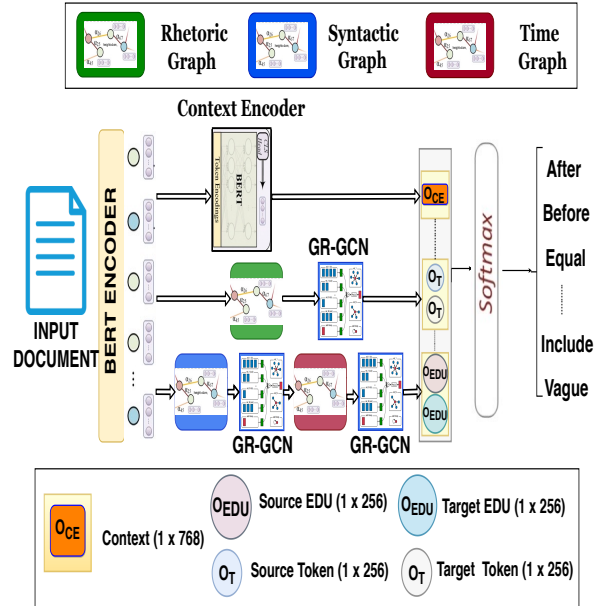 Rhetoric
Graph
Syntactic
Graph
Time
Graph
Context Encoder
BERT ENCODER
Token Encodings
BERT
INPUT
DOCUMENT
GR-GCN
GR-GCN
GR-GCN
OCE
OT
OT
OEDU
OEDU
Softmax
After
Before
Equal
Include
Vague
OCE
Context (1 x 768)
OEDU
Source EDU (1 x 256)
OEDU
Target EDU (1 x 256)
OT
Source Token (1 x 256)
OT
Target Token (1 x 256)